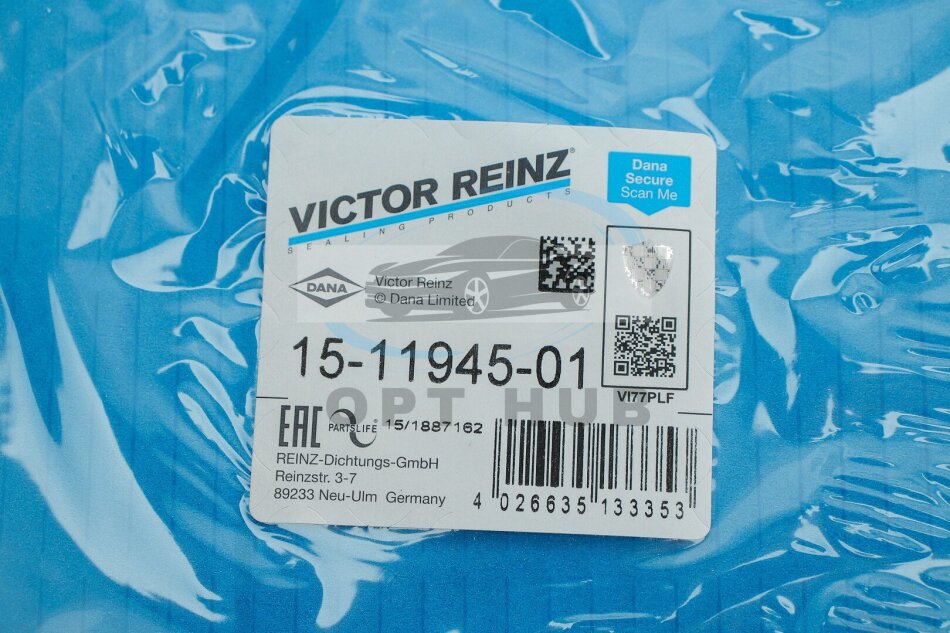 VICTOR REINZ®
SEALING PRODUCTS
Dana
Secure
Scan Me
DANA
Victor Reinz
© Dana Limited
15-11945-01
VI77PLF
OPT HUB
EAC
PARTSLIFE
15/1887162
REINZ-Dichtungs-GmbH
Reinzstr. 3-7
89233 Neu-Ulm Germany
4 026635 133353